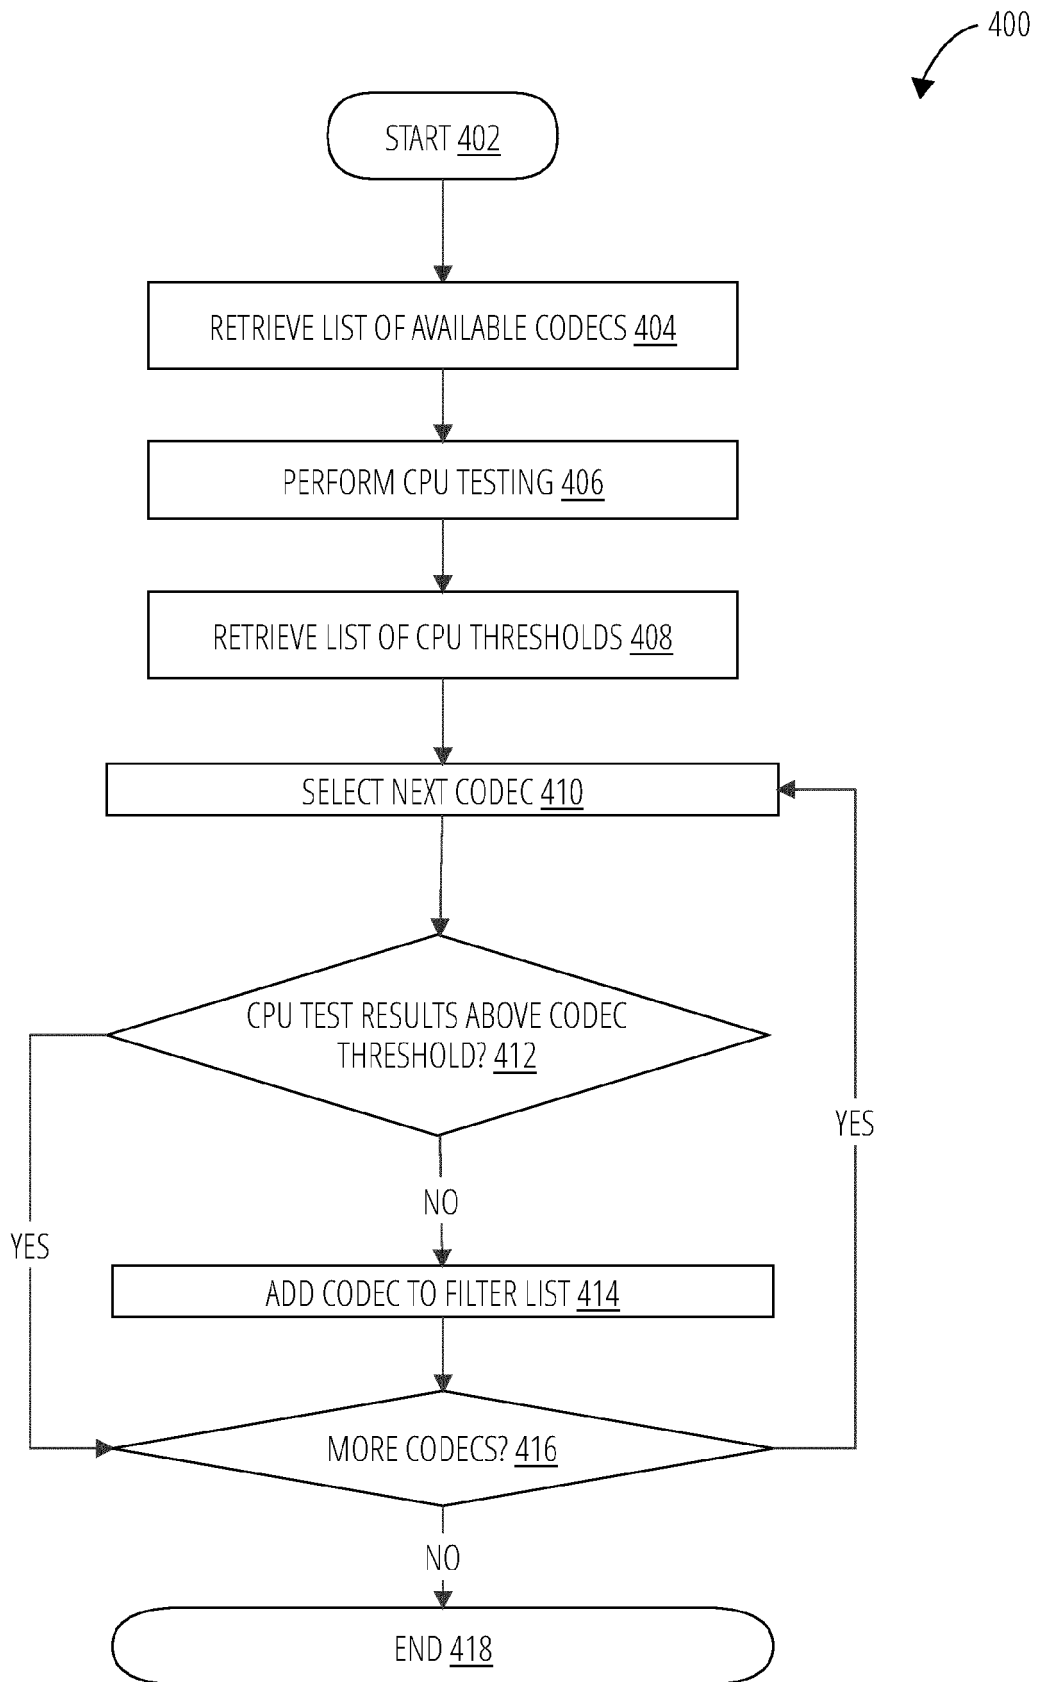 400
START 402
RETRIEVE LIST OF AVAILABLE CODECS 404
PERFORM CPU TESTING 406
RETRIEVE LIST OF CPU THRESHOLDS 408
SELECT NEXT CODEC 410
CPU TEST RESULTS ABOVE CODEC
THRESHOLD? 412
YES
NO
YES
ADD CODEC TO FILTER LIST 414
MORE CODECS? 416
NO
END 418